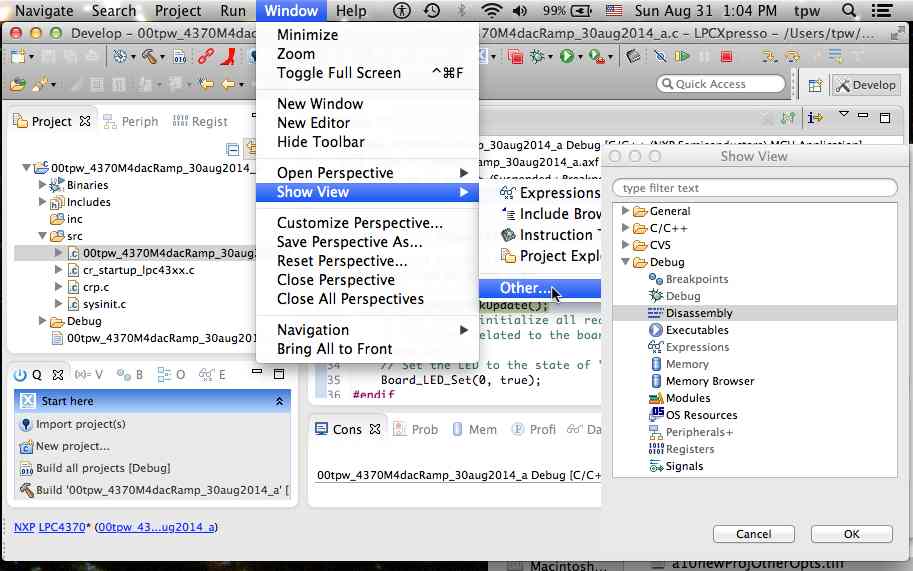 Navigate Search Project Run Window Help 99% Sun Aug 31 1:04 PM tpw
Develop – 00tpw_4370M4dacRamp_30aug2014_a.c – LPCXpresso – /Users/tpw/...
Minimize
Zoom
Toggle Full Screen ^⌘F
New Window
New Editor
Hide Toolbar
Open Perspective
Show View
Customize Perspective...
Save Perspective As...
Reset Perspective...
Close Perspective
Close All Perspectives
Navigation
Bring All to Front
Expressions
Include Brow
Instruction T
Project Explo
Other...
Quick Access
Develop
Project Periph Regist
00tpw_4370M4dacRamp_30aug2014_
Binaries
Includes
inc
src
00tpw_4370M4dacRamp_30aug2
cr_startup_lpc43xx.c
crp.c
sysinit.c
Debug
00tpw_4370M4dacRamp_30aug201
Q V B O E
Start here
Import project(s)
New project...
Build all projects [Debug]
Build '00tpw_4370M4dacRamp_30aug2014_a' [
NXP LPC4370* (00tpw_43...ug2014_a)
_30aug2014_a Debug [C/C++ (NXP Semiconductors) MCU Application]
mp_30aug2014_a.axf
(Suspended : Break
kUpdate();
initialize all rec
elated to the boar
34 // Set the LED to the state of "
35 Board_LED_Set(0, true);
36 #endif
Cons Prob Mem Profi Da
00tpw_4370M4dacRamp_30aug2014_a Debug [C/C+
Show View
type filter text
General
C/C++
CVS
Debug
Breakpoints
Debug
Disassembly
Executables
Expressions
Memory
Memory Browser
Modules
OS Resources
Peripherals+
Registers
Signals
Cancel OK
Macintosh... a10newProjOtherOpts.tiff